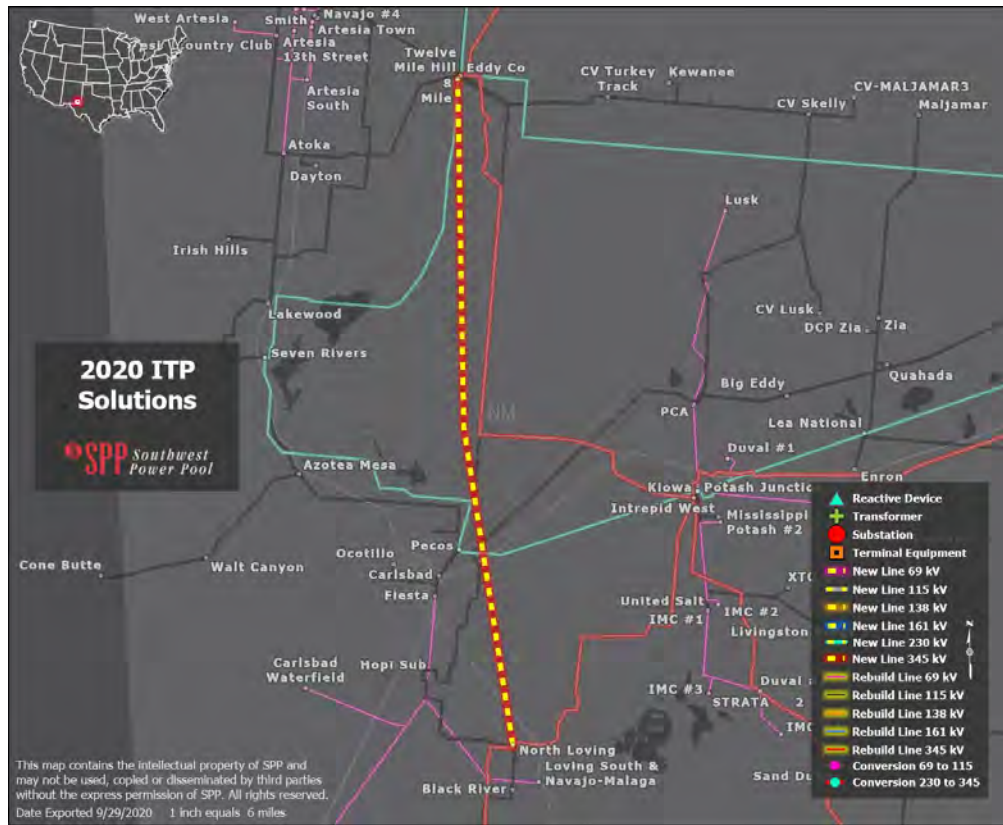 West Artesia
Navajo #4
Smith
Artesia Town
Country Club
Artesia
13th Street
Artesia
South
Atoka
Dayton
Twelve
Mile Hill
Eddy Co
8
Mile
CV Turkey
Track
Kewanee
CV-MALJAMAR3
CV Skelly
Maljamar
Irish Hills
Lusk
Lakewood
CV Lusk
DCP Zia
Zia
Seven Rivers
2020 ITP
Solutions
SPP Southwest
Power Pool
NM
Big Eddy
Quahada
PCA
Lea National
Duval #1
Azotea Mesa
Enron
Kiowa
Potash Junction
Intrepid West
Mississippi
Potash #2
Pecos
Ocotillo
Cone Butte
Walt Canyon
Carlsbad
Fiesta
United Salt
IMC #1
IMC #2
Livingston
Carlsbad
Waterfield
Hopi Sub
IMC #3
STRATA
Duval
2
North Loving
Loving South &
Navajo-Malaga
Black River
Sand Du
Reactive Device
Transformer
Substation
Terminal Equipment
New Line 69 kV
New Line 115 kV
New Line 138 kV
New Line 161 kV
New Line 230 kV
New Line 345 kV
Rebuild Line 69 kV
Rebuild Line 115 kV
Rebuild Line 138 kV
Rebuild Line 161 kV
Rebuild Line 345 kV
Conversion 69 to 115
Conversion 230 to 345
N
This map contains the intellectual property of SPP and
may not be used, copied or disseminated by third parties
without the express permission of SPP. All rights reserved.
Date Exported 9/29/2020 1 inch equals 6 miles